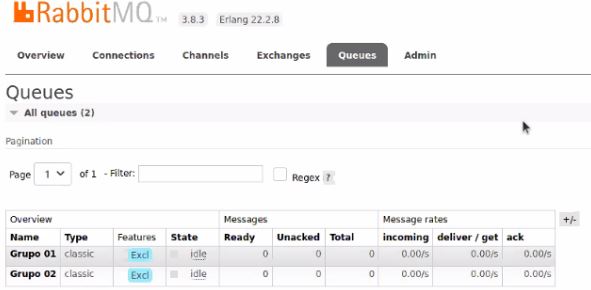 RabbitMQ TM 3.8.3 Erlang 22.2.8
Overview Connections Channels Exchanges Queues Admin
Queues
All queues (2)
Pagination
Page 1 of 1 - Filter: Regex ?
Overview Messages Message rates +/-
Name Type Features State Ready Unacked Total incoming deliver / get ack
Grupo 01 classic Excl idle 0 0 0 0.00/s 0.00/s 0.00/s
Grupo 02 classic Excl idle 0 0 0 0.00/s 0.00/s 0.00/s